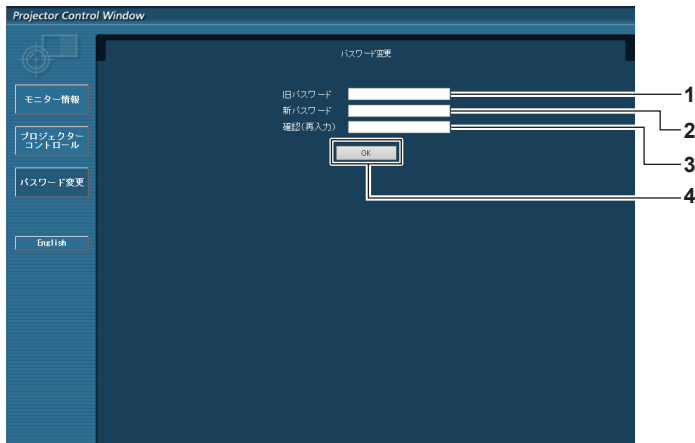 Projector Control Window
パスワード変更
旧パスワード
1
モニター情報
新パスワード
2
確認(再入力)
プロジェクター
コントロール
OK
3
パスワード変更
4
English